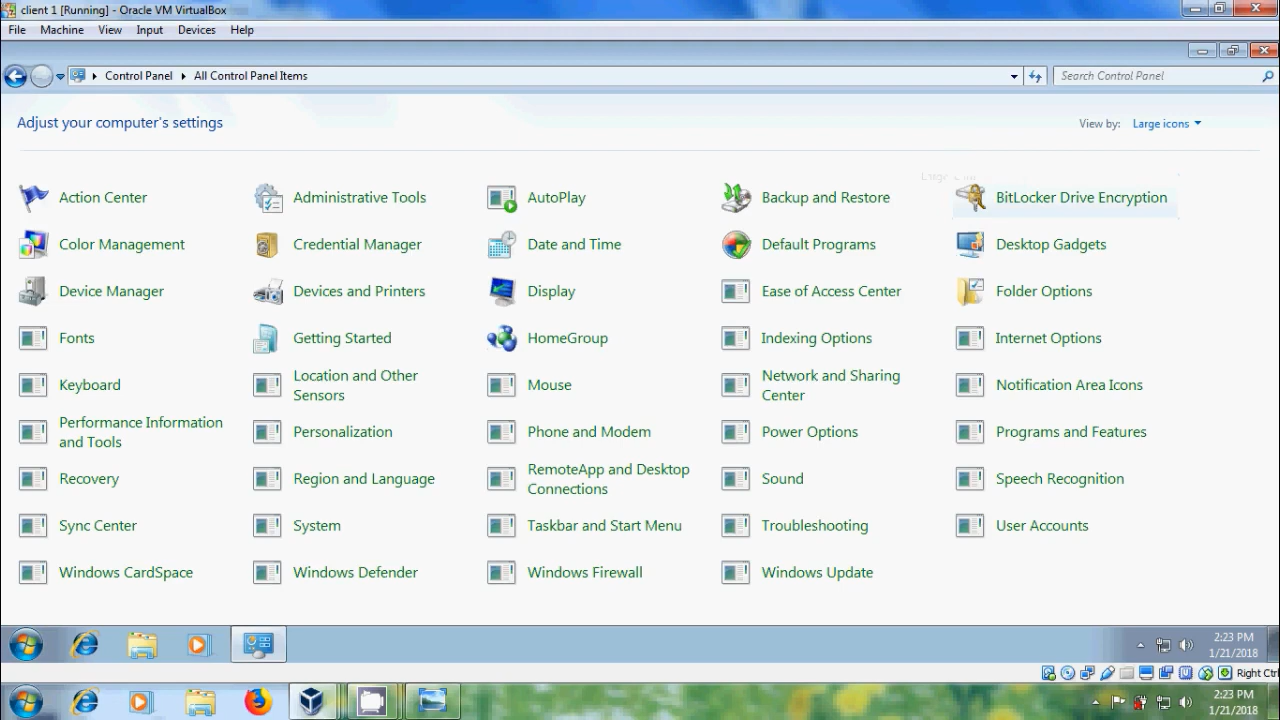 client 1 [Running] - Oracle VM VirtualBox
File Machine View Input Devices Help
Control Panel All Control Panel Items
Search Control Panel
Adjust your computer's settings
View by: Large icons
Action Center
Administrative Tools
AutoPlay
Backup and Restore
BitLocker Drive Encryption
Color Management
Credential Manager
Date and Time
Default Programs
Desktop Gadgets
Device Manager
Devices and Printers
Display
Ease of Access Center
Folder Options
Fonts
Getting Started
HomeGroup
Indexing Options
Internet Options
Keyboard
Location and Other
Sensors
Mouse
Network and Sharing
Center
Notification Area Icons
Performance Information
and Tools
Personalization
Phone and Modem
Power Options
Programs and Features
Recovery
Region and Language
RemoteApp and Desktop
Connections
Sound
Speech Recognition
Sync Center
System
Taskbar and Start Menu
Troubleshooting
User Accounts
Windows CardSpace
Windows Defender
Windows Firewall
Windows Update
2:23 PM
1/21/2018
Right Ctrl
2:23 PM
1/21/2018